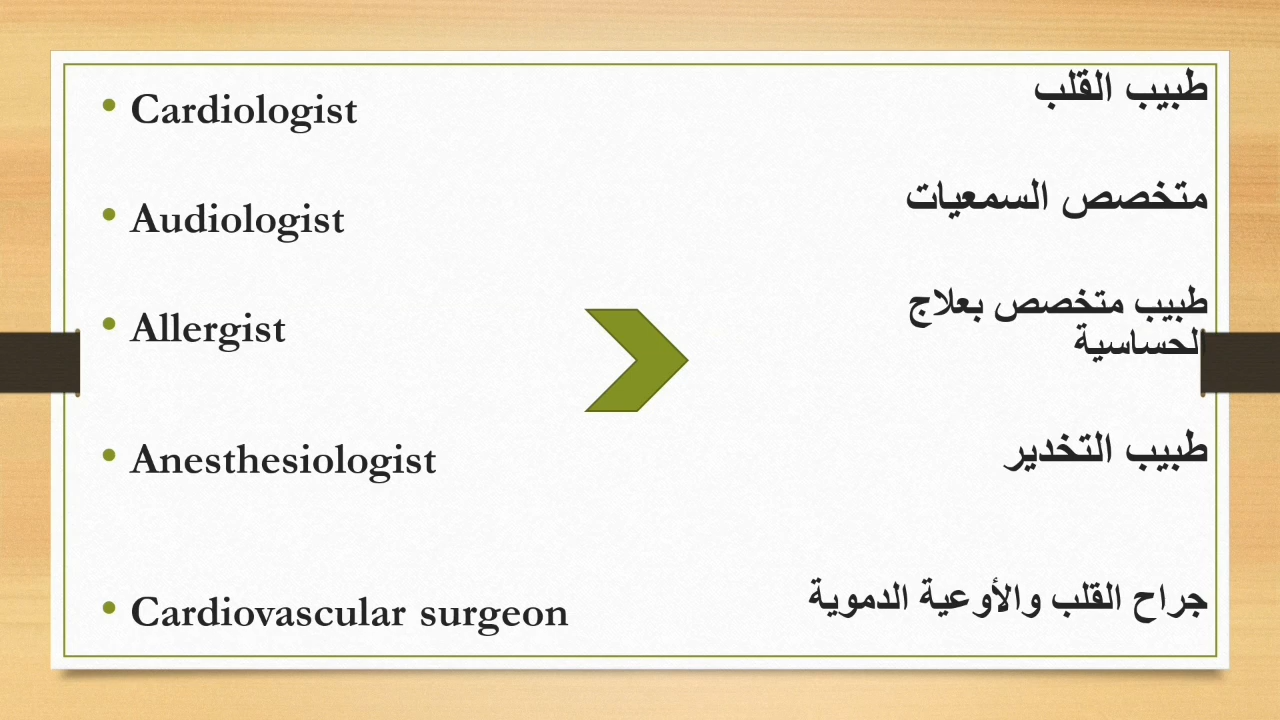 Cardiologist
طبيب القلب
Audiologist
متخصص السمعيات
Allergist
طبيب متخصص بعلاج
الحساسية
Anesthesiologist
طبيب التخدير
Cardiovascular surgeon
جراح القلب والأوعية الدموية